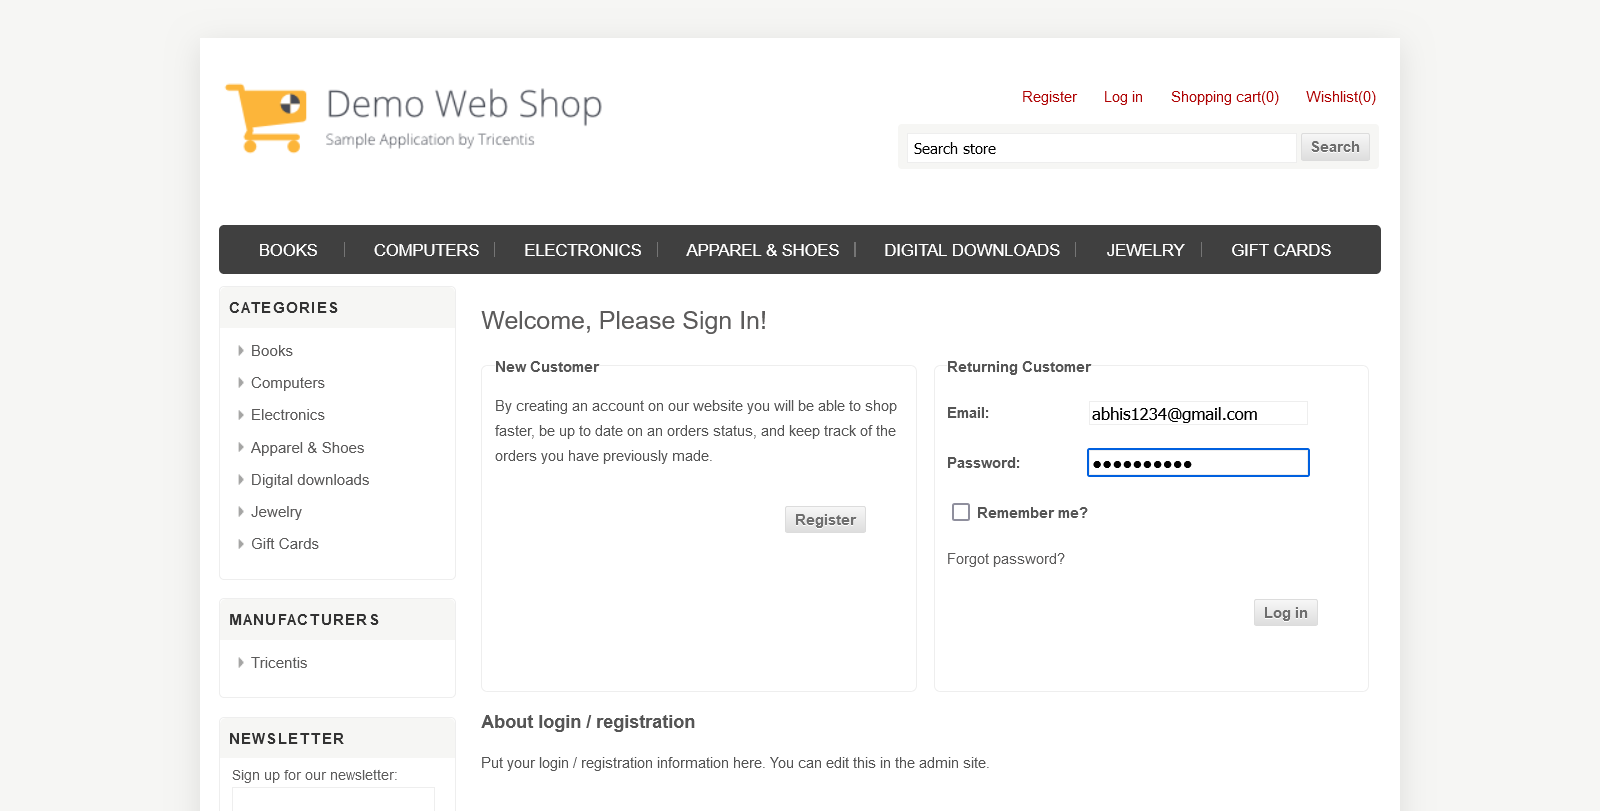 Demo Web Shop
Sample Application by Tricentis
Register Log in Shopping cart(0) Wishlist(0)
Search store Search
BOOKS COMPUTERS ELECTRONICS APPAREL & SHOES DIGITAL DOWNLOADS JEWELRY GIFT CARDS
CATEGORIES
Books
Computers
Electronics
Apparel & Shoes
Digital downloads
Jewelry
Gift Cards
MANUFACTURERS
Tricentis
NEWSLETTER
Sign up for our newsletter:
Welcome, Please Sign In!
New Customer
By creating an account on our website you will be able to shop
faster, be up to date on an orders status, and keep track of the
orders you have previously made.
Register
Returning Customer
Email: abhis1234@gmail.com
Password: ●●●●●●●●●●
Remember me?
Forgot password?
Log in
About login / registration
Put your login / registration information here. You can edit this in the admin site.